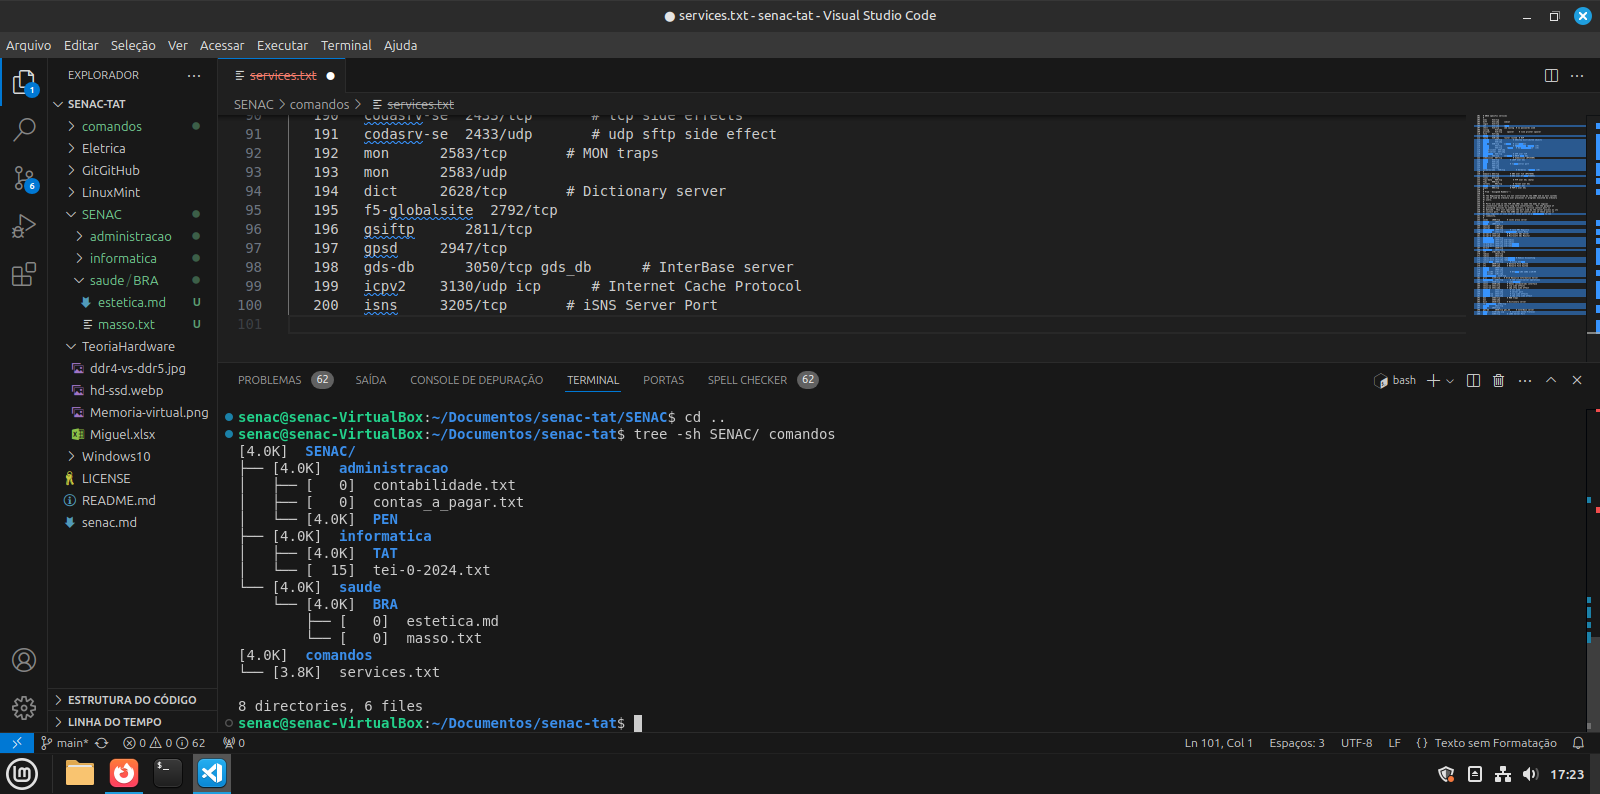 services.txt - senac-tat - Visual Studio Code
Arquivo Editar Seleção Ver Acessar Executar Terminal Ajuda
EXPLORADOR
SENAC-TAT
comandos
Eletrica
GitGitHub
LinuxMint
SENAC
administracao
informatica
saude / BRA
estetica.md U
masso.txt U
TeoriaHardware
ddr4-vs-ddr5.jpg
hd-ssd.webp
Memoria-virtual.png
Miguel.xlsx
Windows10
LICENSE
README.md
senac.md
ESTRUTURA DO CÓDIGO
LINHA DO TEMPO
1
6
services.txt
SENAC > comandos > services.txt
90 190 codasrv-se 2433/tcp # tcp side effects
91 191 codasrv-se 2433/udp # udp sftp side effect
92 192 mon 2583/tcp # MON traps
93 193 mon 2583/udp
94 194 dict 2628/tcp # Dictionary server
95 195 f5-globalsite 2792/tcp
96 196 gsiftp 2811/tcp
97 197 gpsd 2947/tcp
98 198 gds-db 3050/tcp gds_db # InterBase server
99 199 icpv2 3130/udp icp # Internet Cache Protocol
100 200 isns 3205/tcp # iSNS Server Port
101
PROBLEMAS 62 SAÍDA CONSOLE DE DEPURAÇÃO TERMINAL PORTAS SPELL CHECKER 62 bash
senac@senac-VirtualBox:~/Documentos/senac-tat/SENAC$ cd ..
senac@senac-VirtualBox:~/Documentos/senac-tat$ tree -sh SENAC/ comandos
[4.0K]  SENAC/
├── [4.0K]  administracao
│   ├── [   0]  contabilidade.txt
│   ├── [   0]  contas_a_pagar.txt
│   └── [4.0K]  PEN
├── [4.0K]  informatica
│   ├── [4.0K]  TAT
│   └── [  15]  tei-0-2024.txt
└── [4.0K]  saude
    └── [4.0K]  BRA
        ├── [   0]  estetica.md
        └── [   0]  masso.txt
[4.0K]  comandos
└── [3.8K]  services.txt
8 directories, 6 files
senac@senac-VirtualBox:~/Documentos/senac-tat$
main* 0 0 62 0 Ln 101, Col 1 Espaços: 3 UTF-8 LF {} Texto sem Formatação
17:23